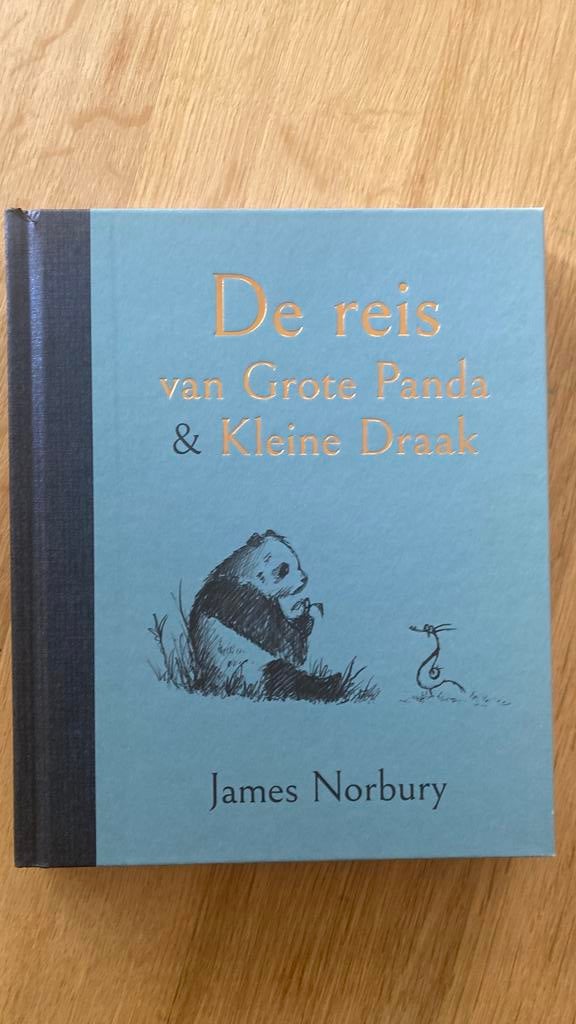 De reis
van Grote Panda
& Kleine Draak
James Norbury